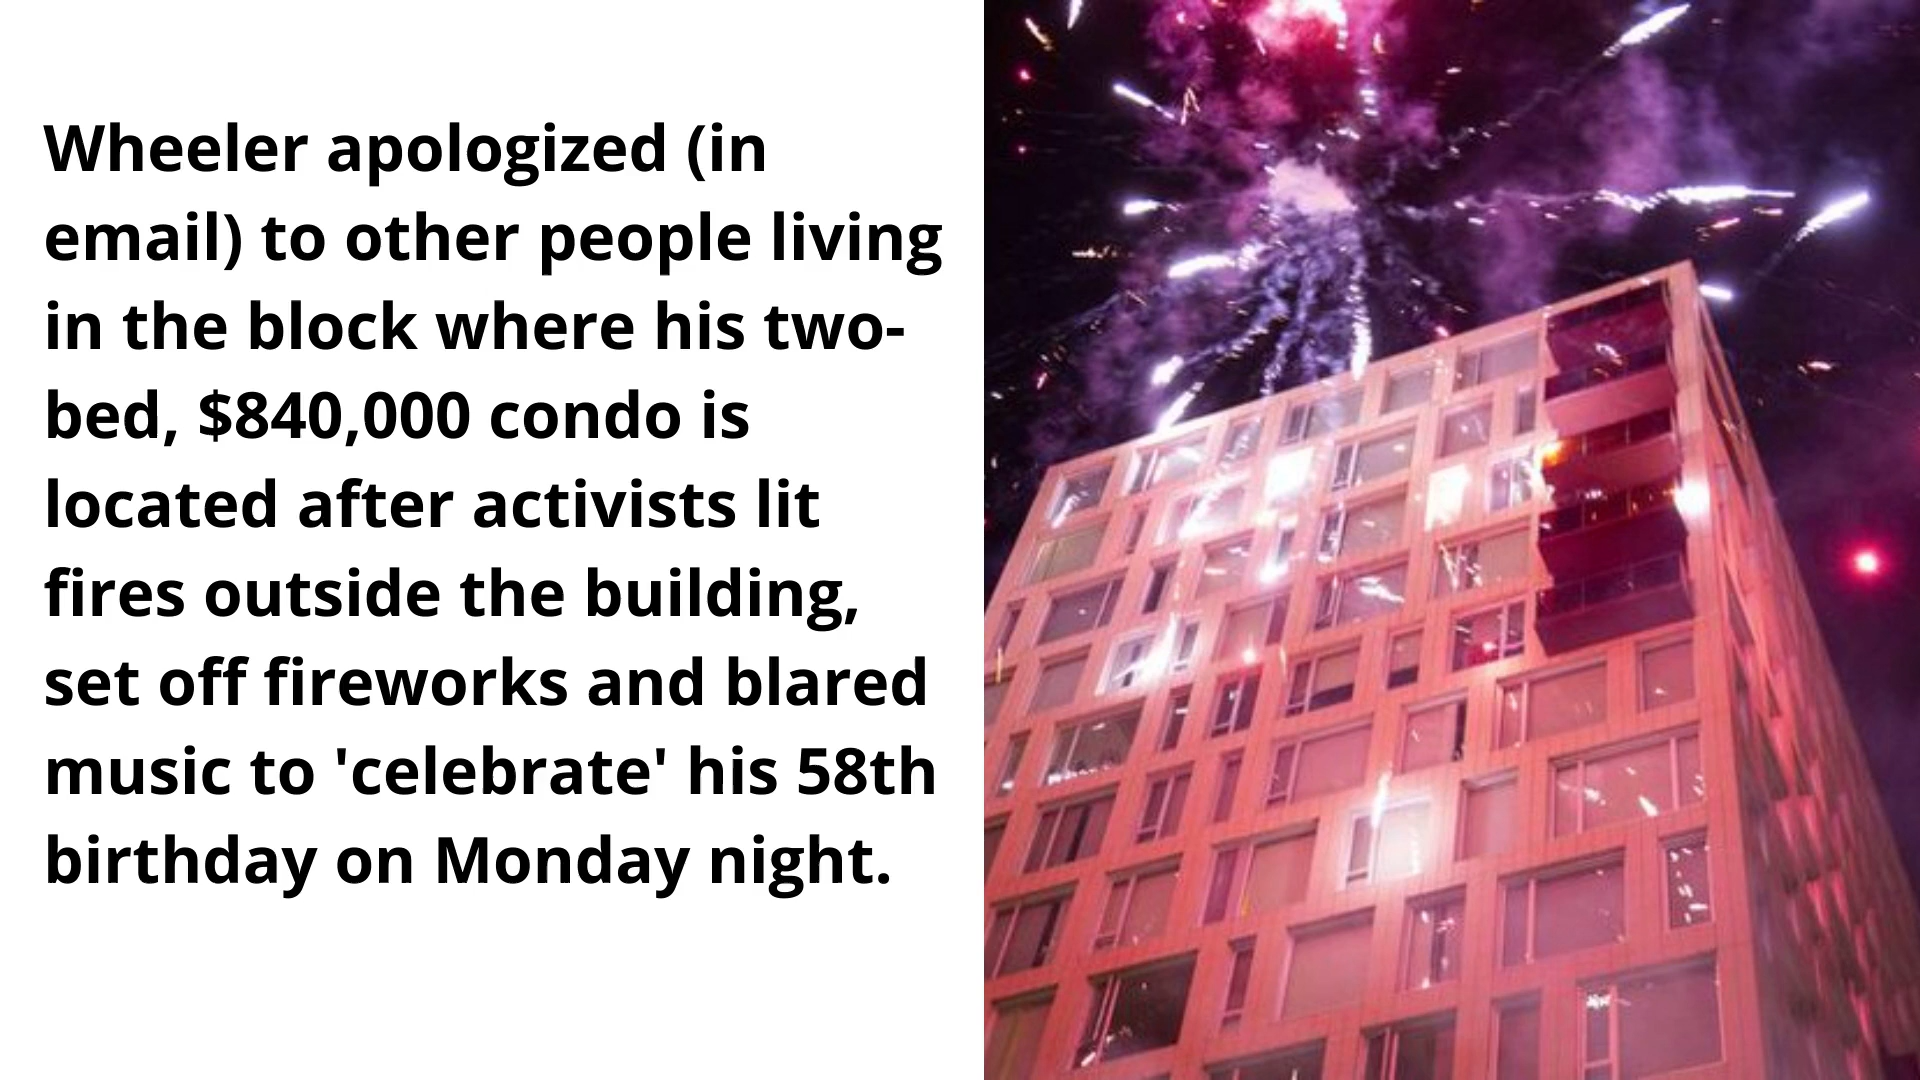 Wheeler apologized (in
email) to other people living
in the block where his two-
bed, $840,000 condo is
located after activists lit
fires outside the building,
set off fireworks and blared
music to 'celebrate' his 58th
birthday on Monday night.